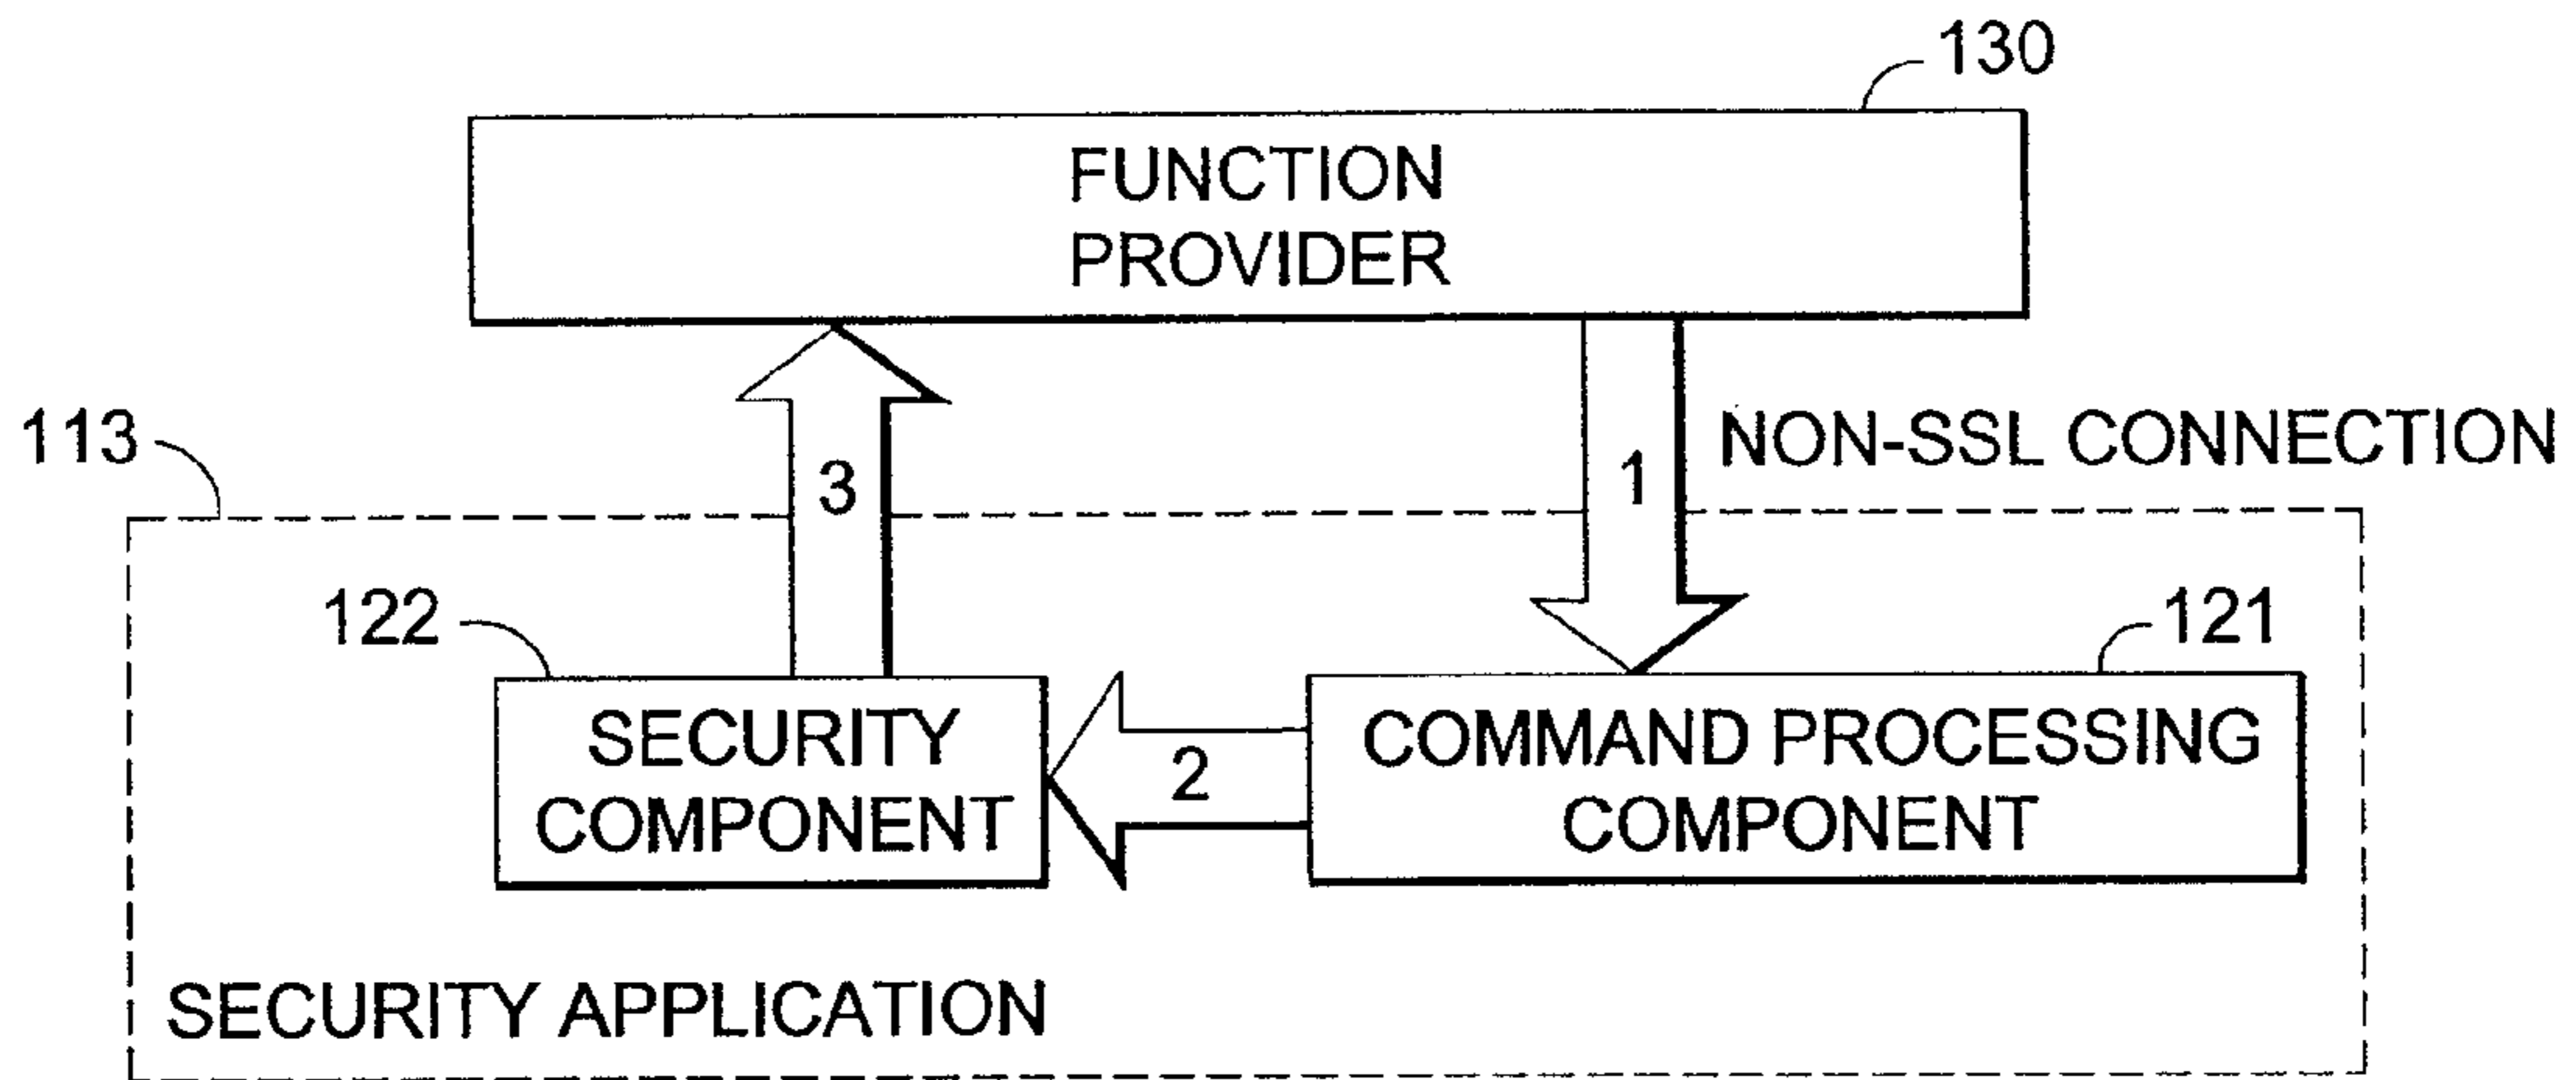 130
FUNCTION
PROVIDER
113
3
1
NON-SSL CONNECTION
122
121
SECURITY
COMPONENT
2
COMMAND PROCESSING
COMPONENT
SECURITY APPLICATION